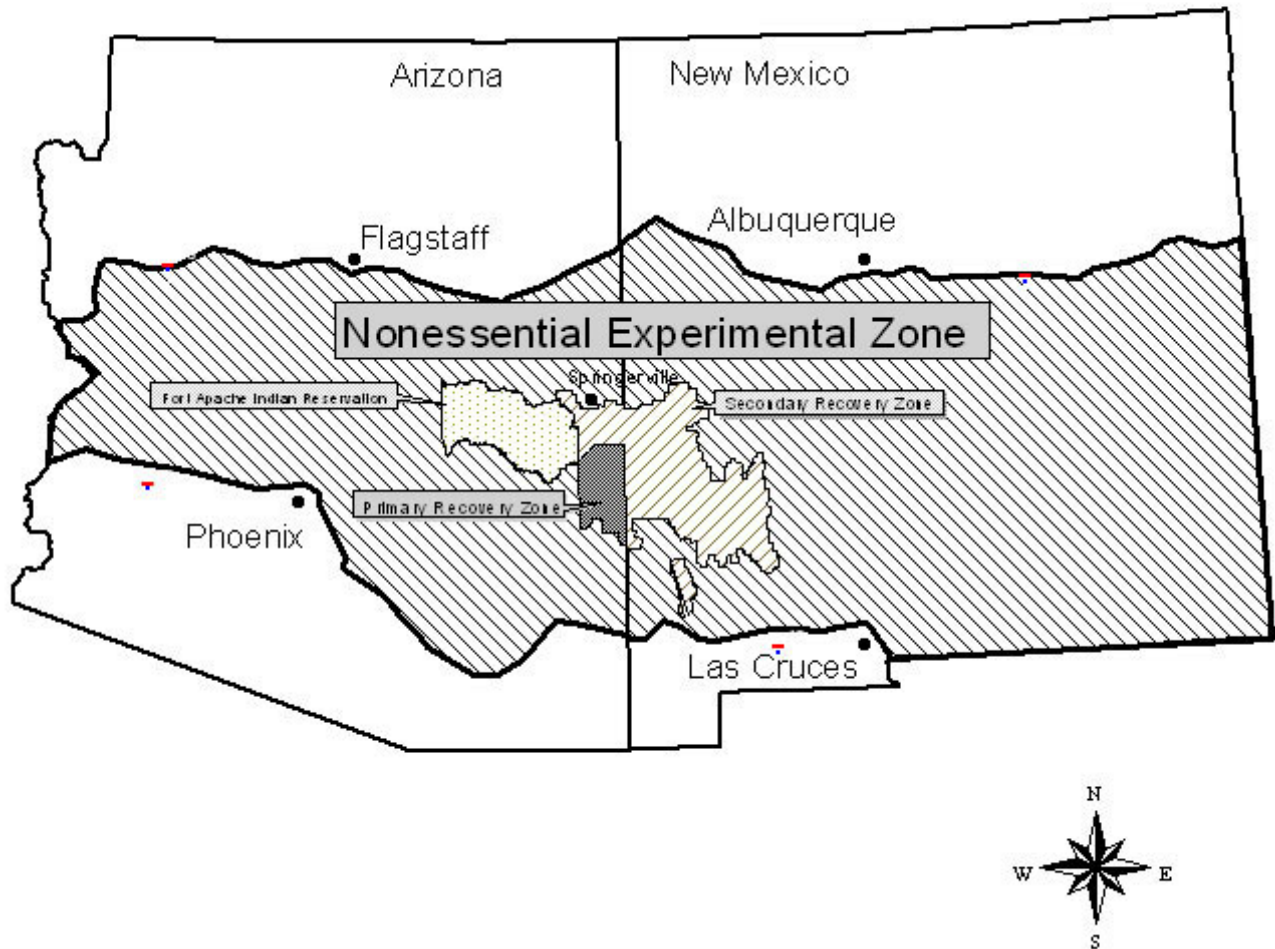 Arizona
New Mexico
Albuquerque
Flagstaff
Nonessential Experimental Zone
Springerville
Fort Apache Indian Reservation
Secondary Recovery Zone
Primary Recovery Zone
Phoenix
Las Cruces
N
W
E
S